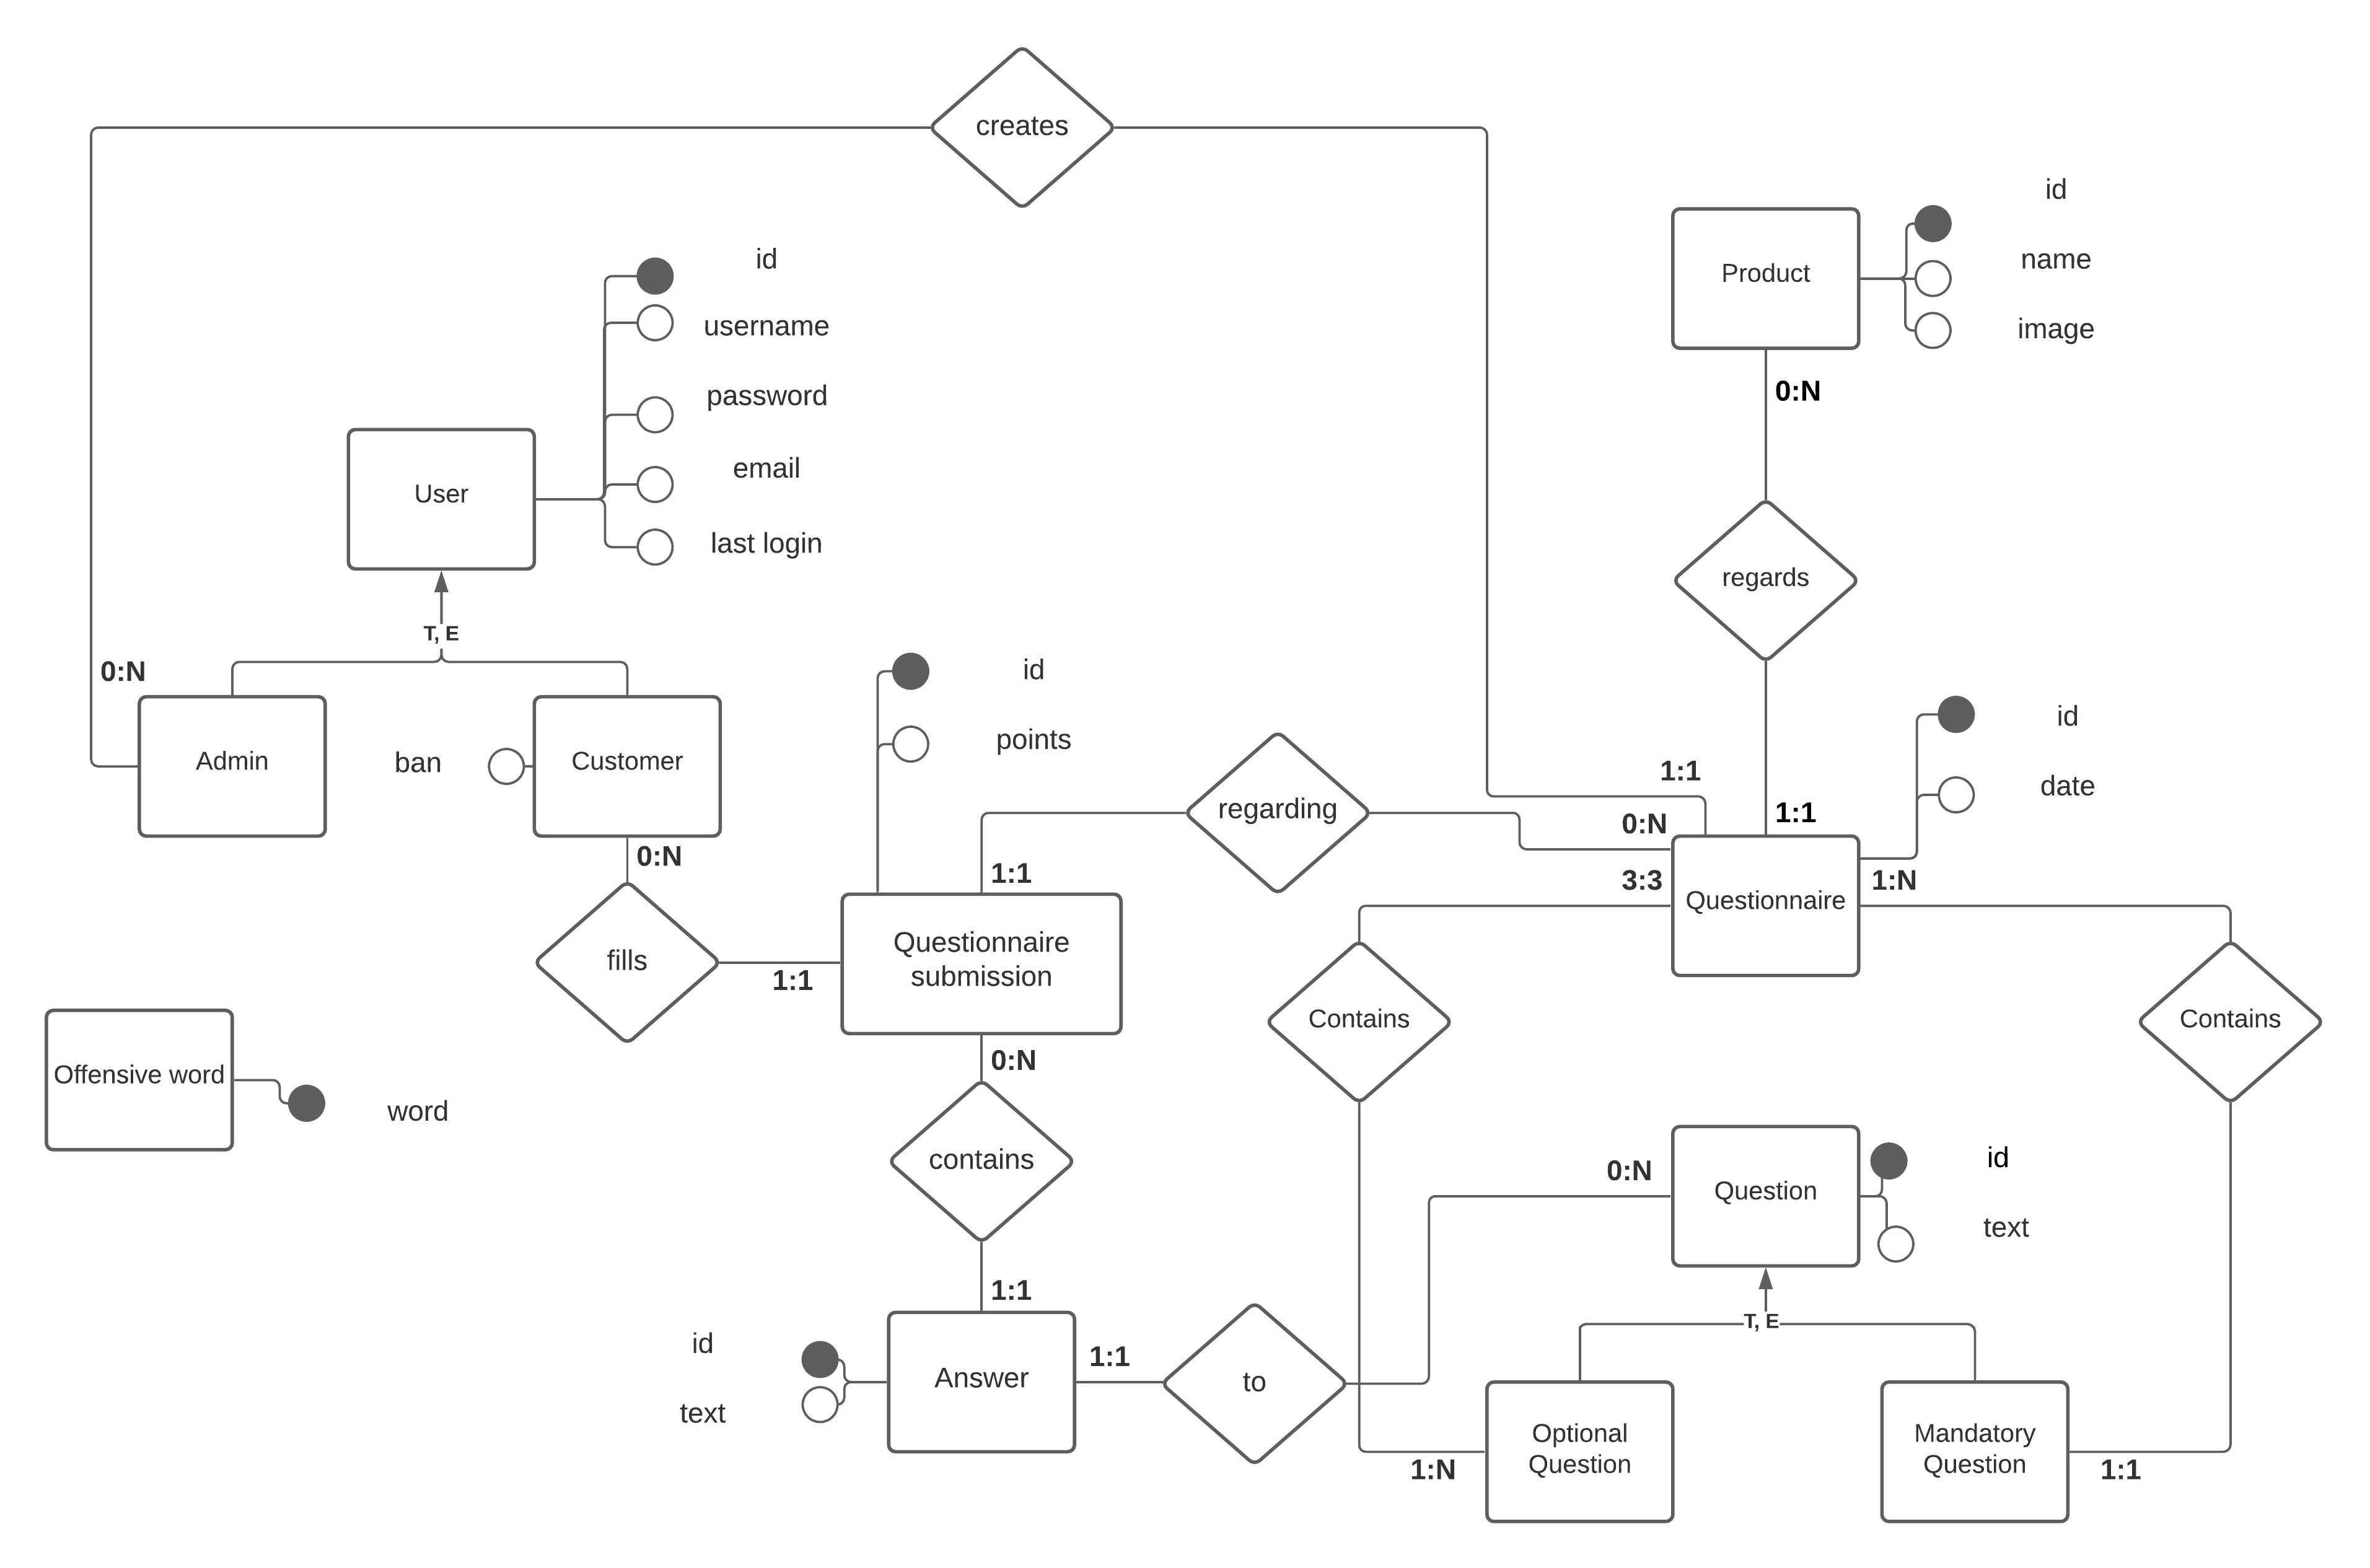 creates
id
Product
name
image
id
username
password
email
last login
User
0:N
regards
T, E
0:N
Admin
ban
Customer
id
points
regarding
id
date
1:1
1:1
0:N
0:N
1:1
3:3
Questionnaire
1:N
fills
1:1
Questionnaire
submission
Contains
Contains
Offensive word
word
0:N
contains
0:N
Question
id
text
1:1
T, E
id
text
Answer
1:1
to
Optional
Question
Mandatory
Question
1:N
1:1